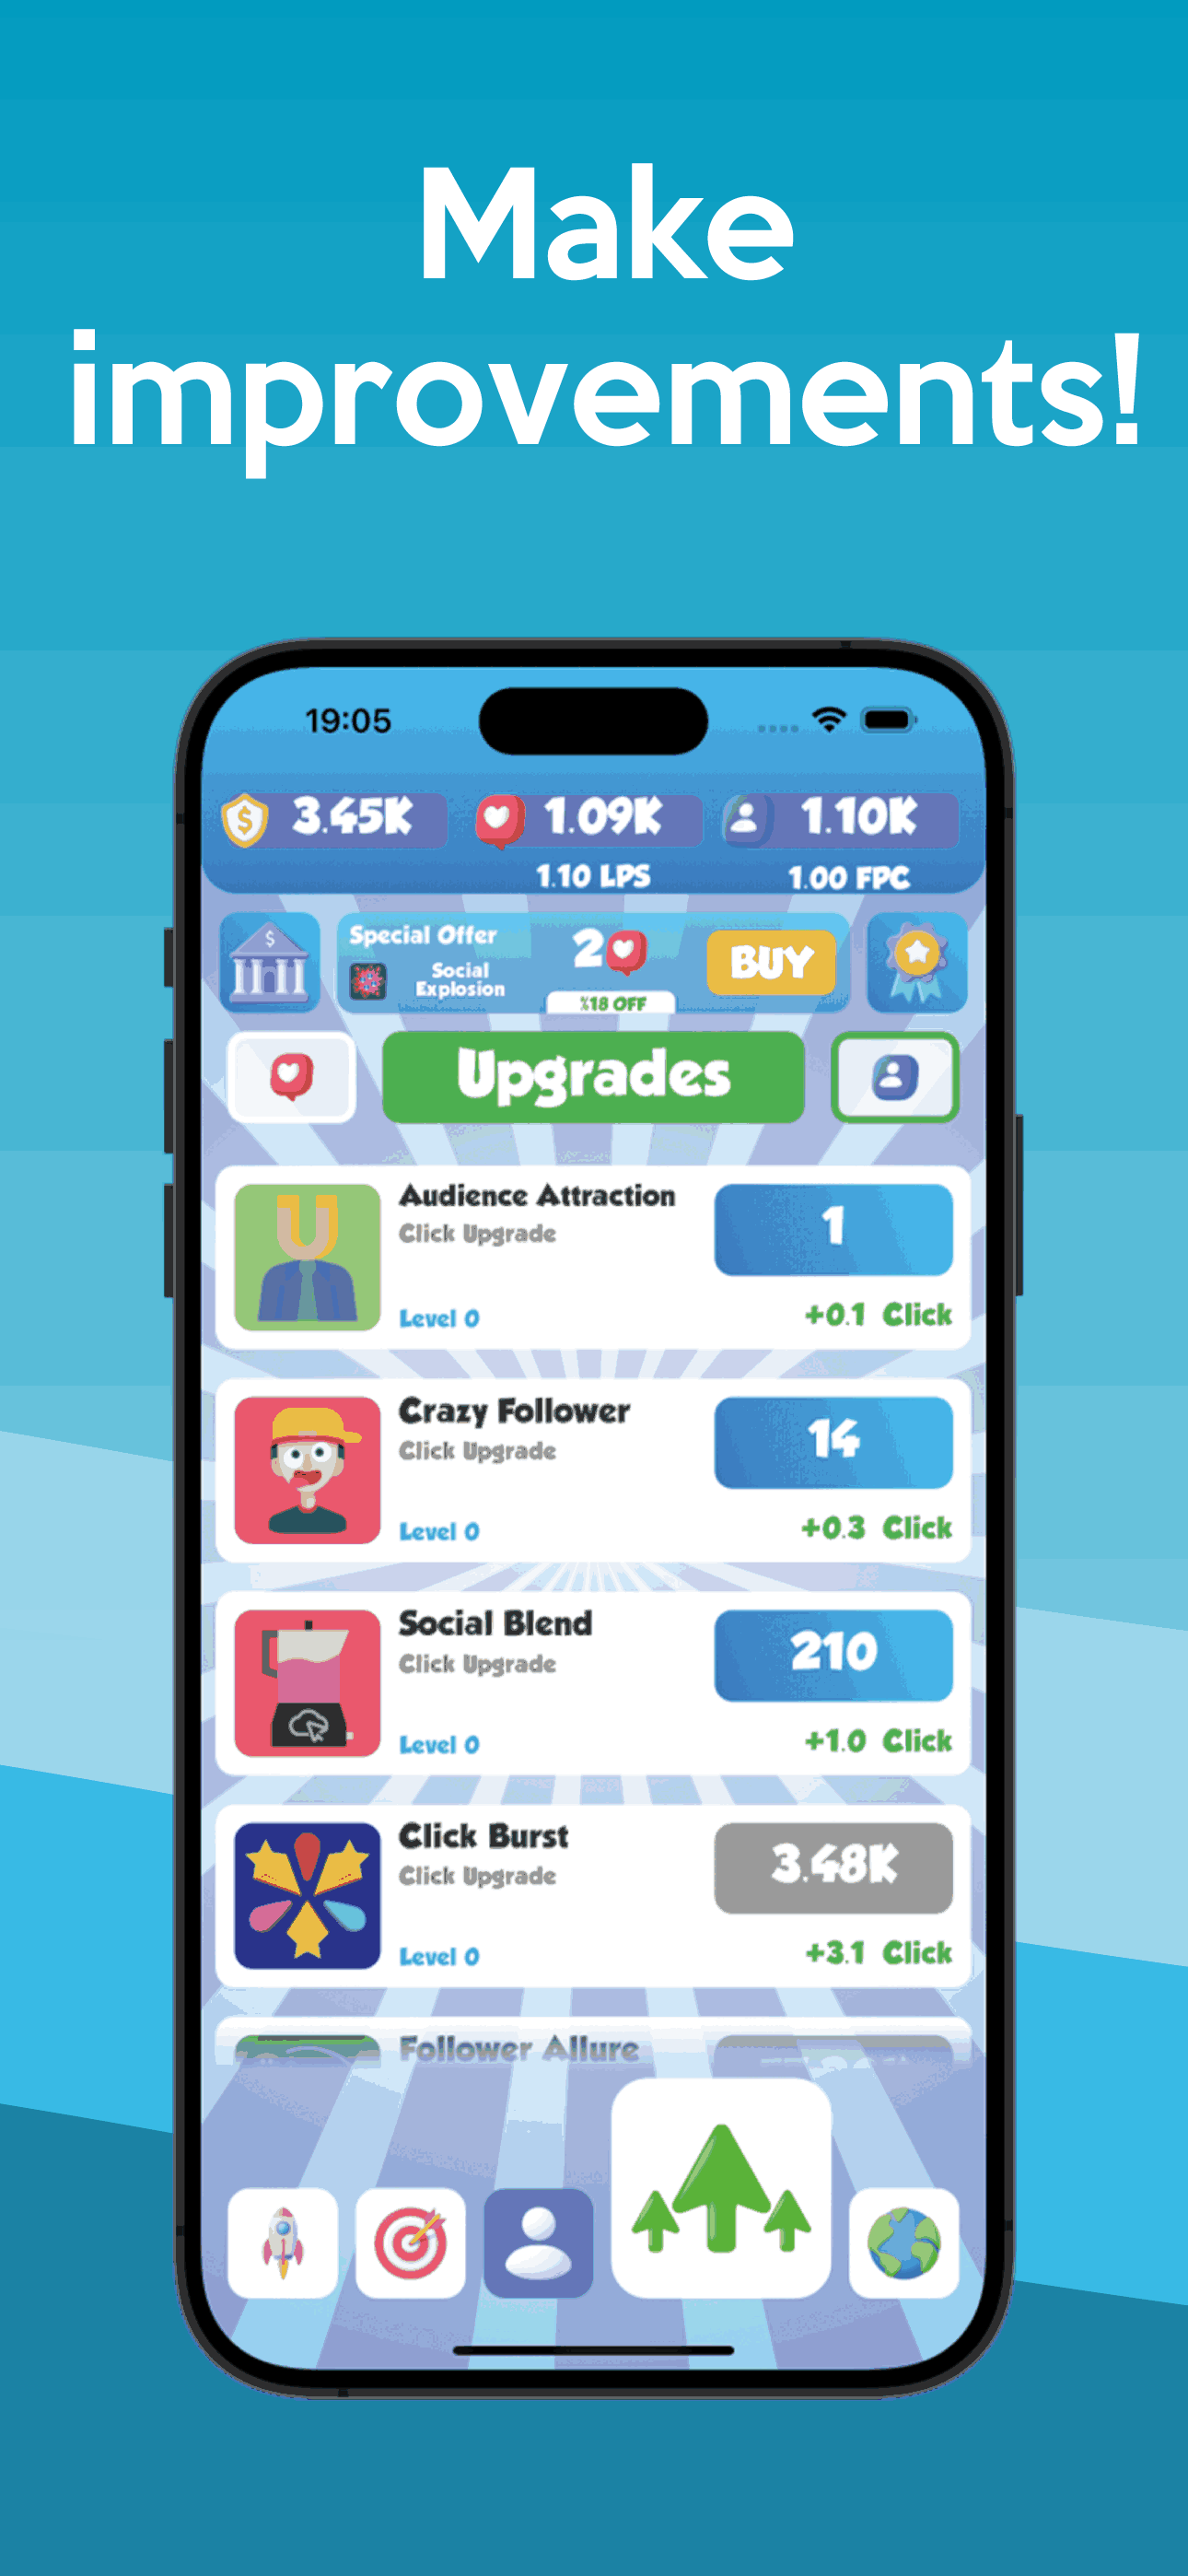 Make
improvements!
19:05
3.45K 1.09K 1.10K
1.10 LPS 1.00 FPC
Special Offer
Social
Explosion
2
%18 OFF
BUY
Upgrades
Audience Attraction
Click Upgrade
1
Level 0
+0.1 Click
Crazy Follower
Click Upgrade
14
Level 0
+0.3 Click
Social Blend
Click Upgrade
210
Level 0
+1.0 Click
Click Burst
Click Upgrade
3.48K
Level 0
+3.1 Click
Follower Allure